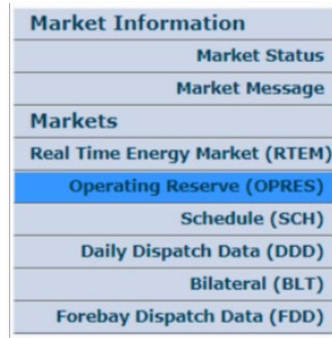 Market Information
Market Status
Market Message
Markets
Real Time Energy Market (RTEM)
Operating Reserve (OPRES)
Schedule (SCH)
Daily Dispatch Data (DDD)
Bilateral (BLT)
Forebay Dispatch Data (FDD)